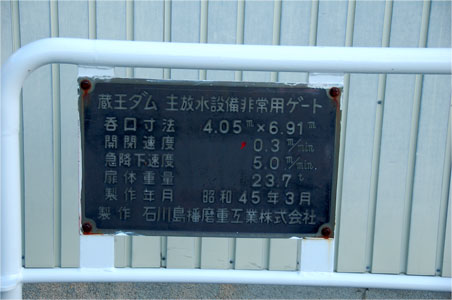 蔵王ダム 主放水設備非常用ゲート
呑口寸法 4.05m×6.91m
開閉速度 0.3m/min.
急降下速度 5.0m/min.
扉体重量 23.7t
製作年月 昭和45年3月
製作 石川島播磨重工業株式会社